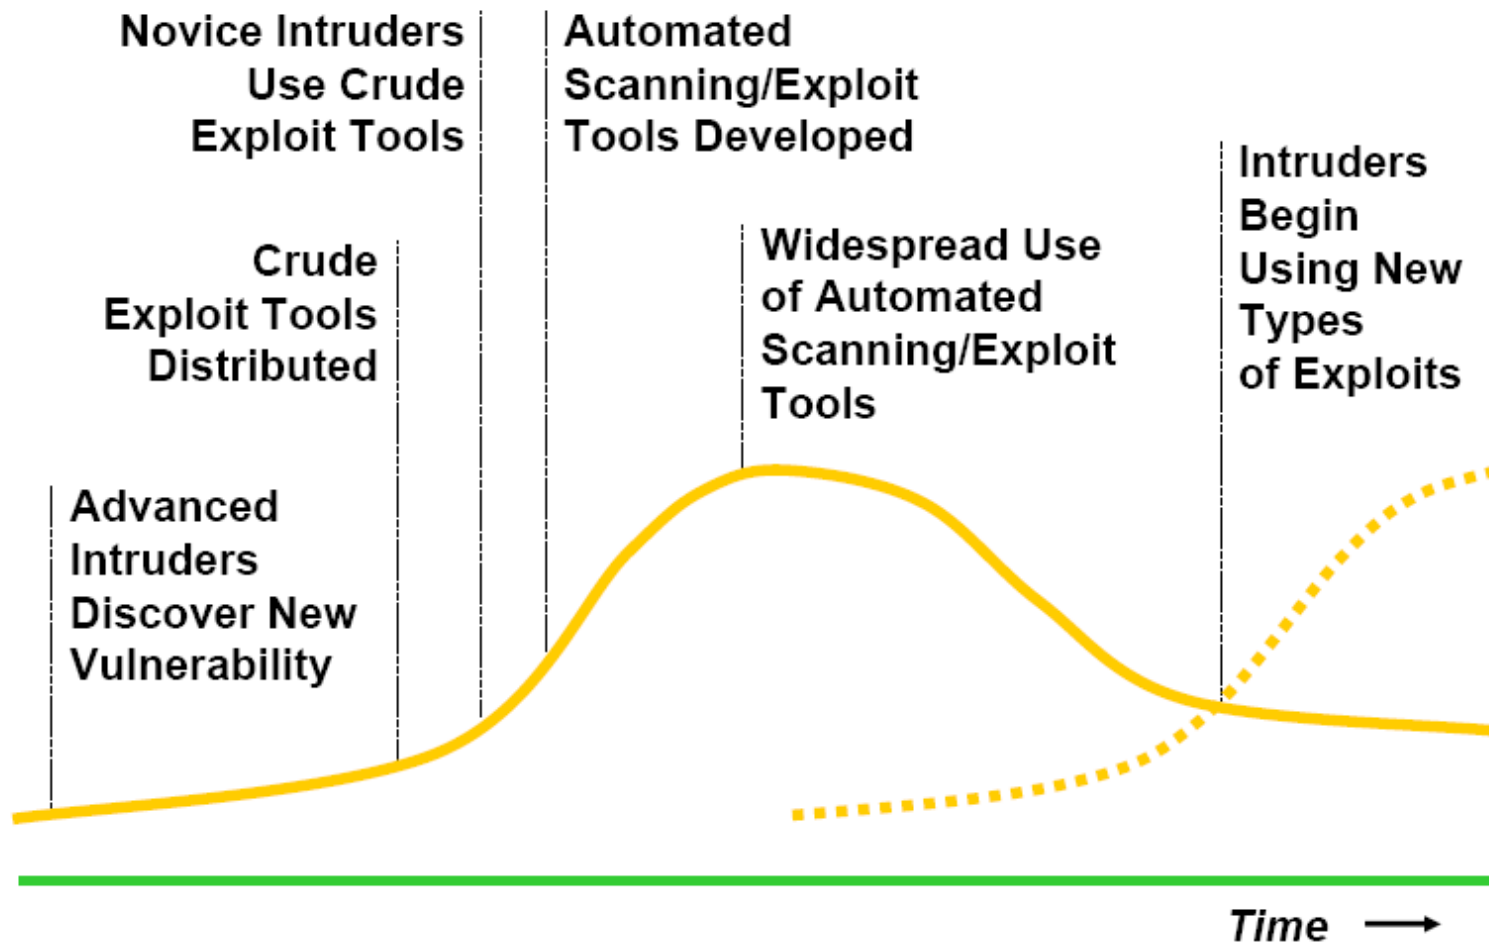 Novice Intruders
Use Crude
Exploit Tools
Automated
Scanning/Exploit
Tools Developed
Crude
Exploit Tools
Distributed
Widespread Use
of Automated
Scanning/Exploit
Tools
Intruders
Begin
Using New
Types
of Exploits
Advanced
Intruders
Discover New
Vulnerability
Time